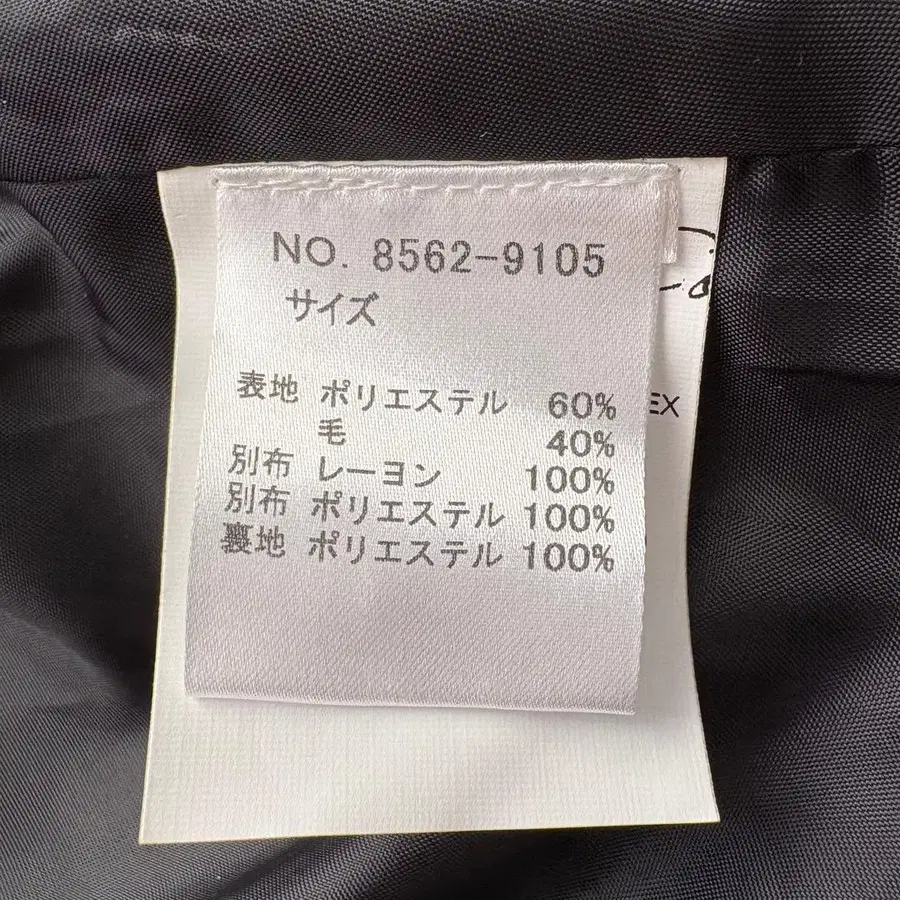 NO. 8562-9105
サイズ
表地 ポリエステル 60%
毛 40%
別布 レーヨン 100%
別布 ポリエステル 100%
裏地 ポリエステル 100%
EX